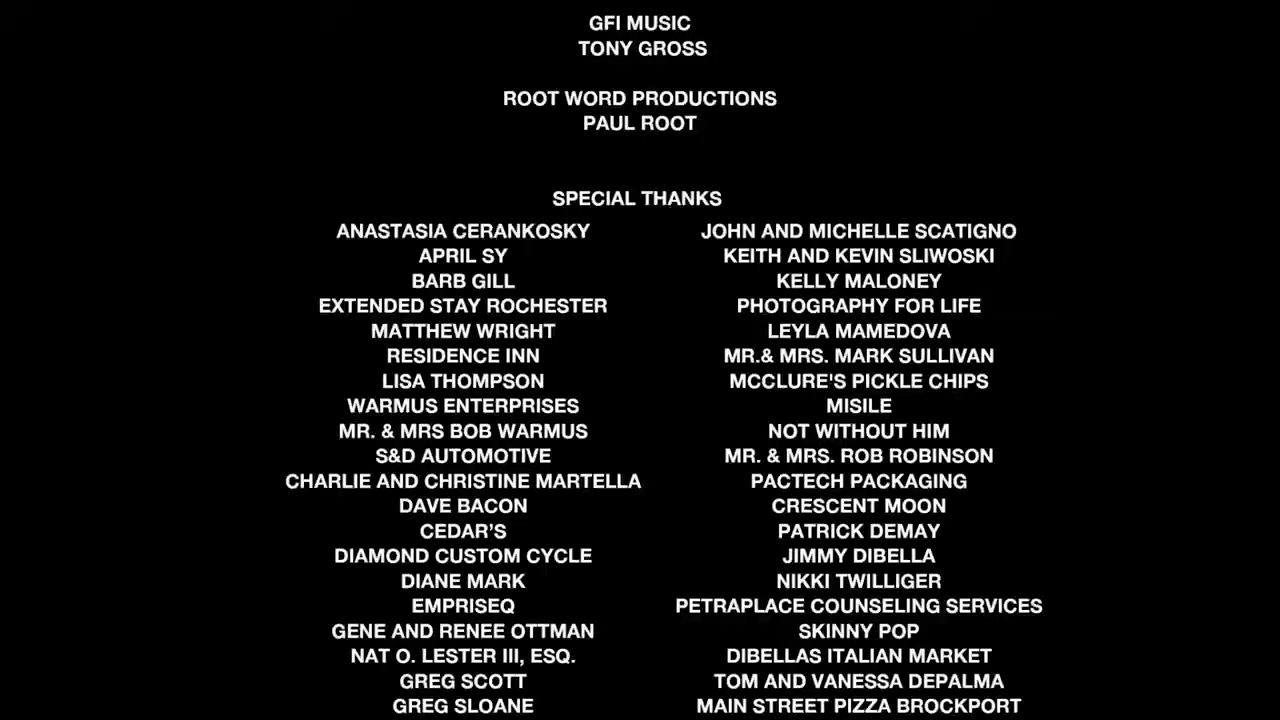 GFI MUSIC
TONY GROSS
ROOT WORD PRODUCTIONS
PAUL ROOT
SPECIAL THANKS
ANASTASIA CERANKOSKY
APRIL SY
BARB GILL
EXTENDED STAY ROCHESTER
MATTHEW WRIGHT
RESIDENCE INN
LISA THOMPSON
WARMUS ENTERPRISES
MR. & MRS BOB WARMUS
S&D AUTOMOTIVE
CHARLIE AND CHRISTINE MARTELLA
DAVE BACON
CEDAR'S
DIAMOND CUSTOM CYCLE
DIANE MARK
EMPRISEQ
GENE AND RENEE OTTMAN
NAT O. LESTER III, ESQ.
GREG SCOTT
GREG SLOANE
JOHN AND MICHELLE SCATIGNO
KEITH AND KEVIN SLIWOSKI
KELLY MALONEY
PHOTOGRAPHY FOR LIFE
LEYLA MAMEDOVA
MR.& MRS. MARK SULLIVAN
MCCLURE'S PICKLE CHIPS
MISILE
NOT WITHOUT HIM
MR. & MRS. ROB ROBINSON
PACTECH PACKAGING
CRESCENT MOON
PATRICK DEMAY
JIMMY DIBELLA
NIKKI TWILLIGER
PETRAPLACE COUNSELING SERVICES
SKINNY POP
DIBELLAS ITALIAN MARKET
TOM AND VANESSA DEPALMA
MAIN STREET PIZZA BROCKPORT